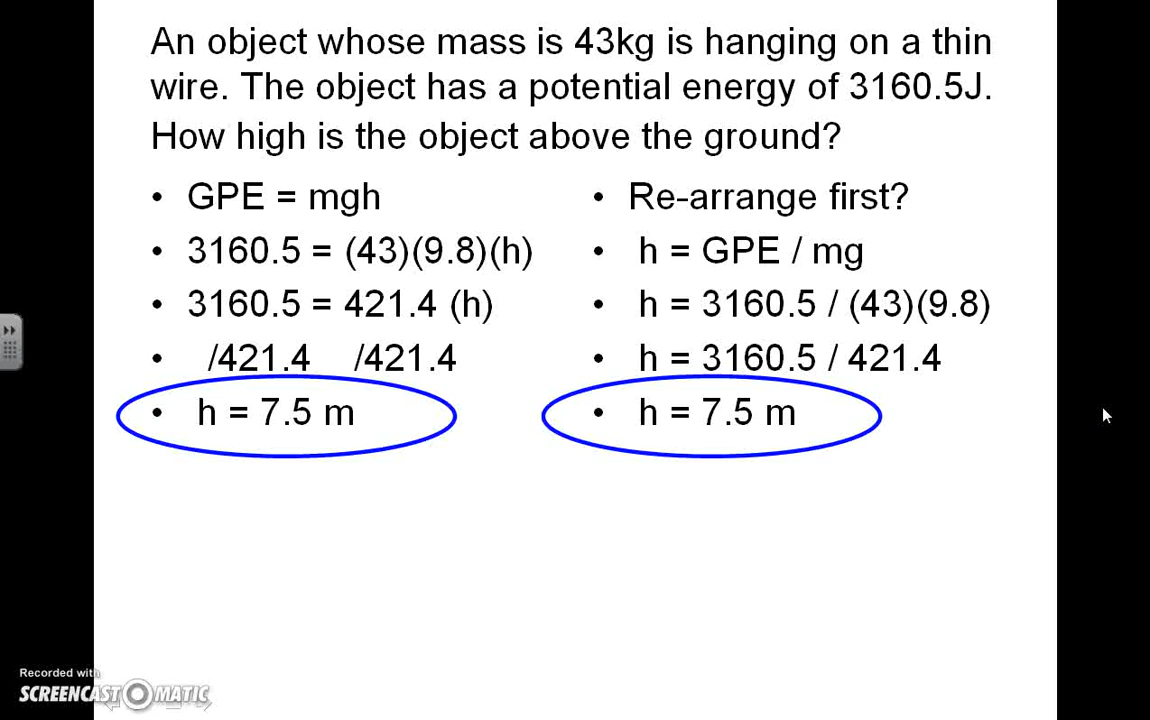 An object whose mass is 43kg is hanging on a thin
wire. The object has a potential energy of 3160.5J.
How high is the object above the ground?
• GPE = mgh
• 3160.5 = (43)(9.8)(h)
• 3160.5 = 421.4 (h)
• /421.4 /421.4
• h = 7.5 m
• Re-arrange first?
• h = GPE / mg
• h = 3160.5 / (43)(9.8)
• h = 3160.5 / 421.4
• h = 7.5 m
Recorded with
SCREENCAST-O-MATIC